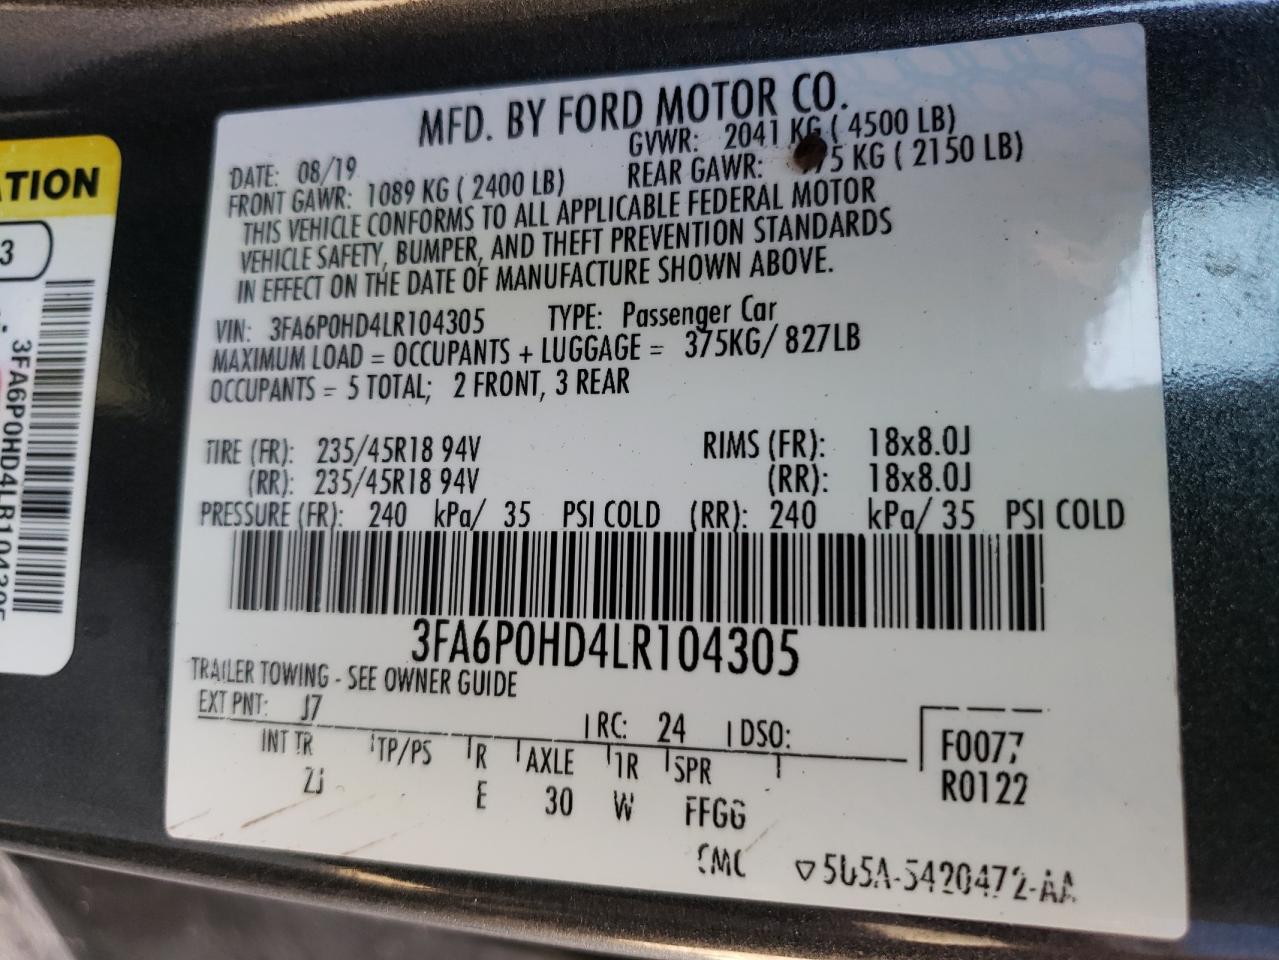 MFD. BY FORD MOTOR CO.
DATE: 08/19 GVWR: 2041 KG ( 4500 LB)
FRONT GAWR: 1089 KG ( 2400 LB) REAR GAWR: 75 KG ( 2150 LB)
THIS VEHICLE CONFORMS TO ALL APPLICABLE FEDERAL MOTOR
VEHICLE SAFETY, BUMPER, AND THEFT PREVENTION STANDARDS
IN EFFECT ON THE DATE OF MANUFACTURE SHOWN ABOVE.
VIN: 3FA6P0HD4LR104305 TYPE: Passenger Car
MAXIMUM LOAD = OCCUPANTS + LUGGAGE = 375KG/ 827LB
OCCUPANTS = 5 TOTAL; 2 FRONT, 3 REAR
TIRE (FR): 235/45R18 94V RIMS (FR): 18x8.0J
(RR): 235/45R18 94V (RR): 18x8.0J
PRESSURE (FR): 240 kPa/ 35 PSI COLD (RR): 240 kPa/ 35 PSI COLD
3FA6P0HD4LR104305
TRAILER TOWING - SEE OWNER GUIDE
EXT PNT: J7 RC: 24 DSO: F0077
INT TR TP/PS R AXLE TR SPR R0122
ZJ E 30 W FFGG
CMC ▽5U5A-5420472-AA
ATION
3
3FA6P0HD4LR104305